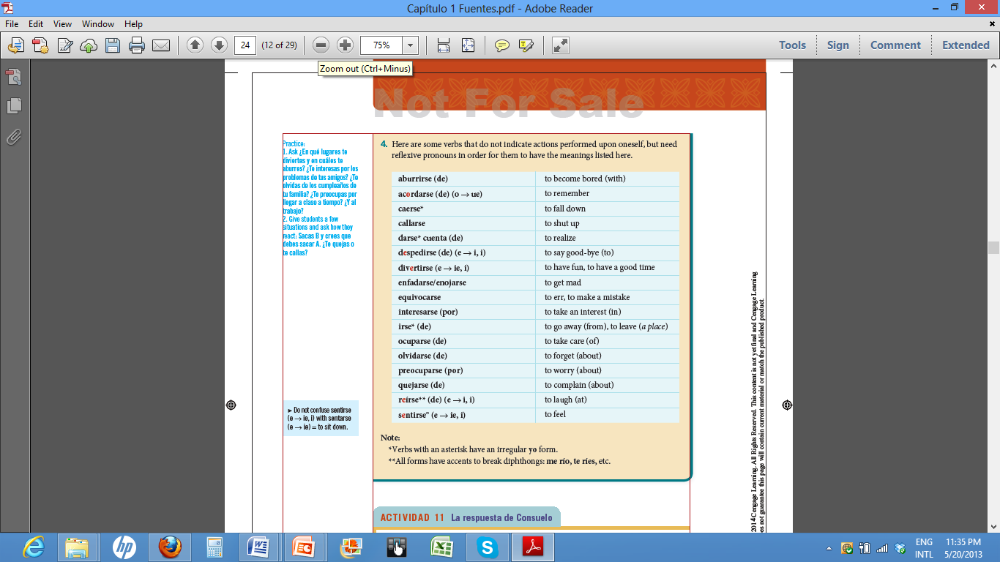 Capítulo 1 Fuentes.pdf - Adobe Reader
File Edit View Window Help
24 (12 of 29) 75% Tools Sign Comment Extended
Zoom out (Ctrl+Minus)
Not For Sale
Practice:
1. Ask ¿En qué lugares te
diviertes y en cuáles te
aburres? ¿Te interesas por los
problemas de tus amigos? ¿Te
olvidas de los cumpleaños de
tu familia? ¿Te preocupas por
llegar a clase a tiempo? ¿Y al
trabajo?
2. Give students a few
situations and ask how they
react: Sacas B y crees que
debes sacar A. ¿Te quejas o
te callas?
► Do not confuse sentirse
(e → ie, i) with sentarse
(e → ie) = to sit down.
4. Here are some verbs that do not indicate actions performed upon oneself, but need
reflexive pronouns in order for them to have the meanings listed here.
aburrirse (de) to become bored (with)
acordarse (de) (o → ue) to remember
caerse* to fall down
callarse to shut up
darse* cuenta (de) to realize
despedirse (de) (e → i, i) to say good-bye (to)
divertirse (e → ie, i) to have fun, to have a good time
enfadarse/enojarse to get mad
equivocarse to err, to make a mistake
interesarse (por) to take an interest (in)
irse* (de) to go away (from), to leave (a place)
ocuparse (de) to take care (of)
olvidarse (de) to forget (about)
preocuparse (por) to worry (about)
quejarse (de) to complain (about)
reírse** (de) (e → i, i) to laugh (at)
sentirse° (e → ie, i) to feel
Note:
*Verbs with an asterisk have an irregular yo form.
**All forms have accents to break diphthongs: me río, te ríes, etc.
ACTIVIDAD 11 La respuesta de Consuelo
2014 Cengage Learning. All Rights Reserved. This content is not yet final and Cengage Learning
es not guarantee this page will contain current material or match the published product.
ENG 11:35 PM
INTL 5/20/2013